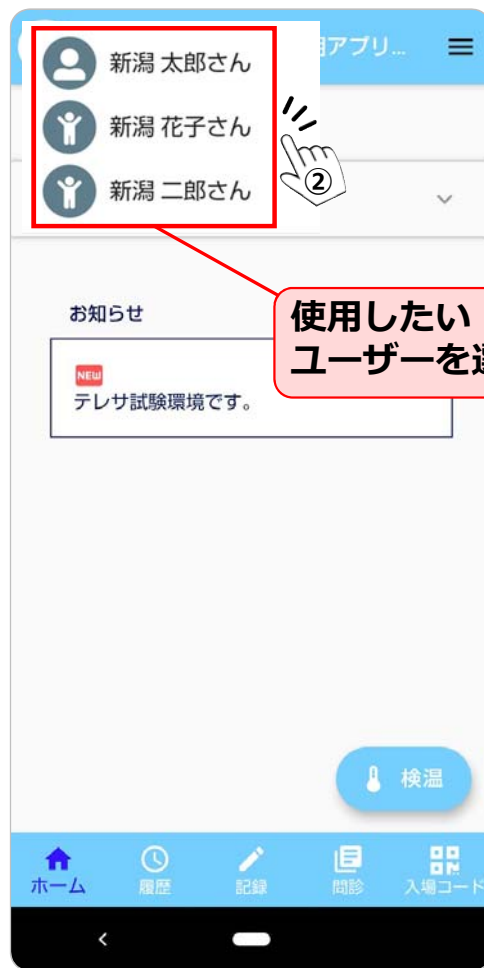 新潟 太郎さん
アプリ...
新潟 花子さん
②
新潟 二郎さん
使用したい
ユーザーを選
お知らせ
NEW
テレサ試験環境です。
検温
ホーム
履歴
記録
問診
入場コード